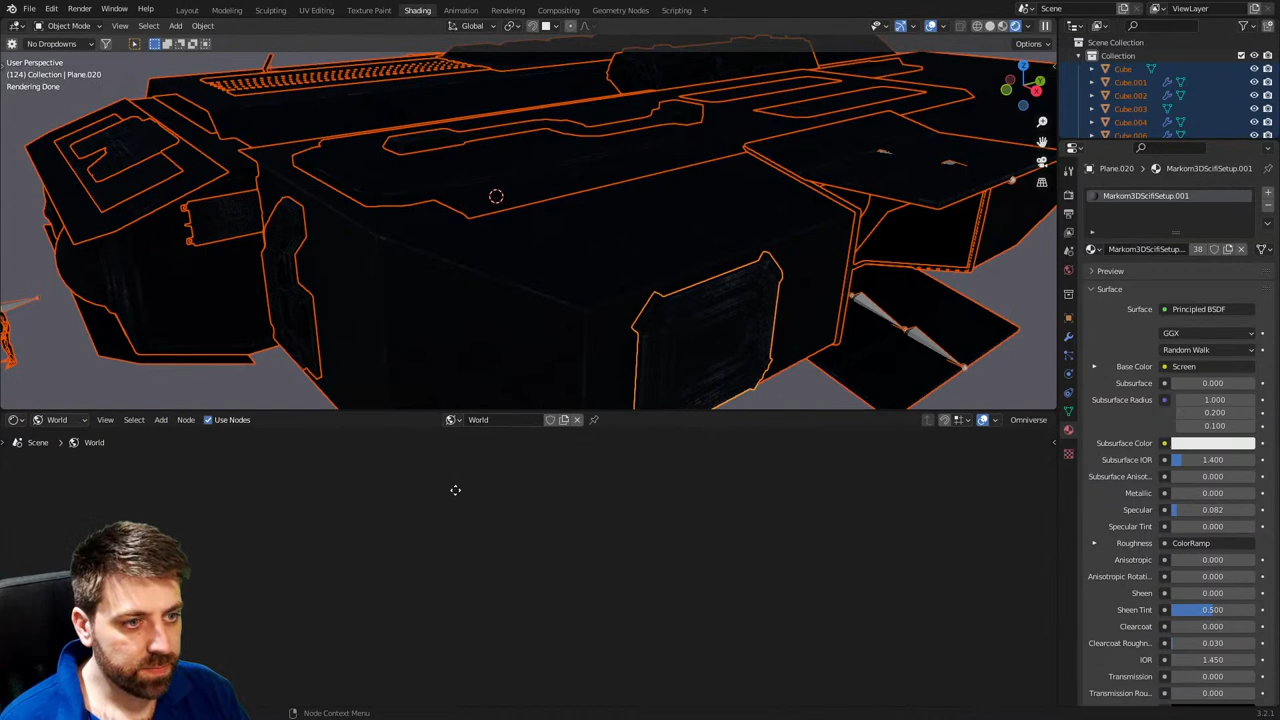 File Edit Render Window Help Layout Modeling Sculpting UV Editing Texture Paint Shading Animation Rendering Compositing Geometry Nodes Scripting Scene ViewLayer
Object Mode View Select Add Object Global
No Dropdowns Options
User Perspective
(124) Collection | Plane.020
Rendering Done
Z
Y
X
Scene Collection
Collection
Cube
Cube.001
Cube.002
Cube.003
Cube.004
Cube.006
Plane.020 Markom3DScifiSetup.001
Markom3DScifiSetup.001
Markom3DScifiSetup... 38
Preview
Surface
Surface Principled BSDF
GGX
Random Walk
Base Color Screen
Subsurface 0.000
Subsurface Radius 1.000
0.200
0.100
Subsurface Color
Subsurface IOR 1.400
Subsurface Anisot... 0.000
Metallic 0.000
Specular 0.082
Specular Tint 0.000
Roughness ColorRamp
Anisotropic 0.000
Anisotropic Rotati... 0.000
Sheen 0.000
Sheen Tint 0.500
Clearcoat 0.000
Clearcoat Roughn... 0.030
IOR 1.450
Transmission 0.000
Transmission Rou... 0.000
World View Select Add Node Use Nodes World Omniverse
Scene World
Node Context Menu
3.2.1